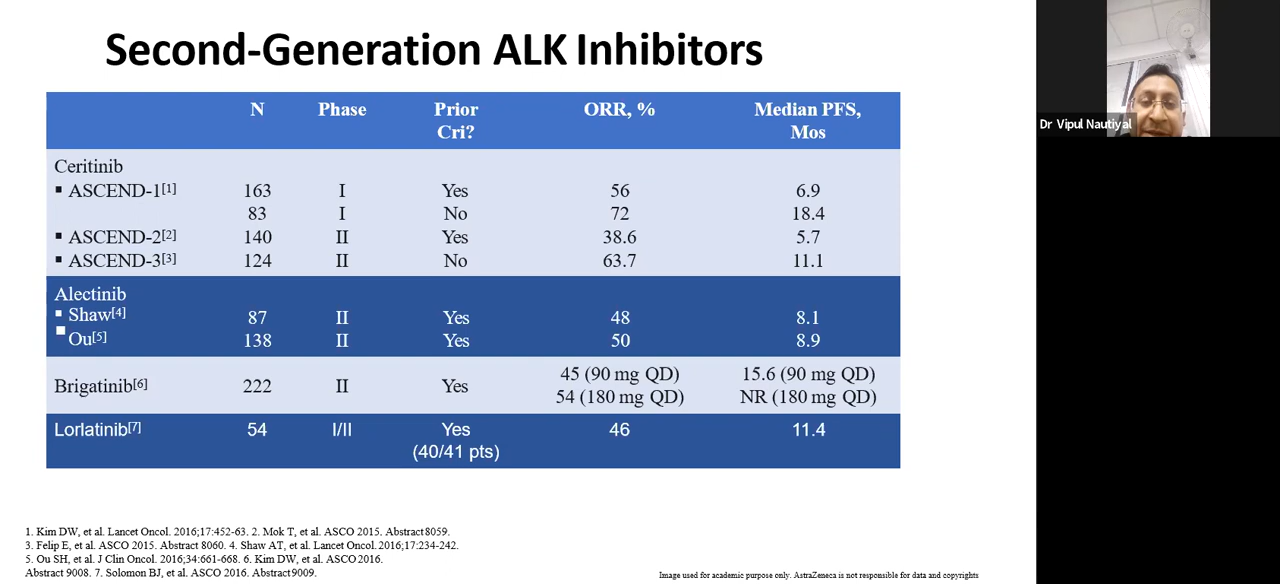 Second-Generation ALK Inhibitors
N Phase Prior Cri? ORR, % Median PFS, Mos
Ceritinib
▪ ASCEND-1[1] 163 I Yes 56 6.9
83 I No 72 18.4
▪ ASCEND-2[2] 140 II Yes 38.6 5.7
▪ ASCEND-3[3] 124 II No 63.7 11.1
Alectinib
▪ Shaw[4] 87 II Yes 48 8.1
▪ Ou[5] 138 II Yes 50 8.9
Brigatinib[6] 222 II Yes 45 (90 mg QD) 15.6 (90 mg QD)
54 (180 mg QD) NR (180 mg QD)
Lorlatinib[7] 54 I/II Yes 46 11.4
(40/41 pts)
1. Kim DW, et al. Lancet Oncol. 2016;17:452-63. 2. Mok T, et al. ASCO 2015. Abstract 8059.
3. Felip E, et al. ASCO 2015. Abstract 8060. 4. Shaw AT, et al. Lancet Oncol. 2016;17:234-242.
5. Ou SH, et al. J Clin Oncol. 2016;34:661-668. 6. Kim DW, et al. ASCO 2016.
Abstract 9008. 7. Solomon BJ, et al. ASCO 2016. Abstract 9009.
Image used for academic purpose only. AstraZeneca is not responsible for data and copyrights
Dr Vipul Nautiyal